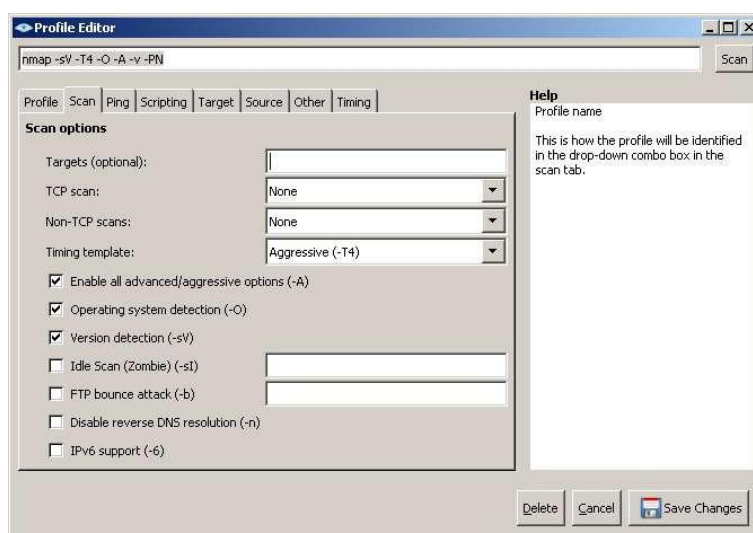 Profile Editor
nmap -sV -T4 -O -A -v -PN
Scan
Profile Scan Ping Scripting Target Source Other Timing
Scan options
Targets (optional):
TCP scan: None
Non-TCP scans: None
Timing template: Aggressive (-T4)
Enable all advanced/aggressive options (-A)
Operating system detection (-O)
Version detection (-sV)
Idle Scan (Zombie) (-sI)
FTP bounce attack (-b)
Disable reverse DNS resolution (-n)
IPv6 support (-6)
Help
Profile name
This is how the profile will be identified
in the drop-down combo box in the
scan tab.
Delete Cancel Save Changes